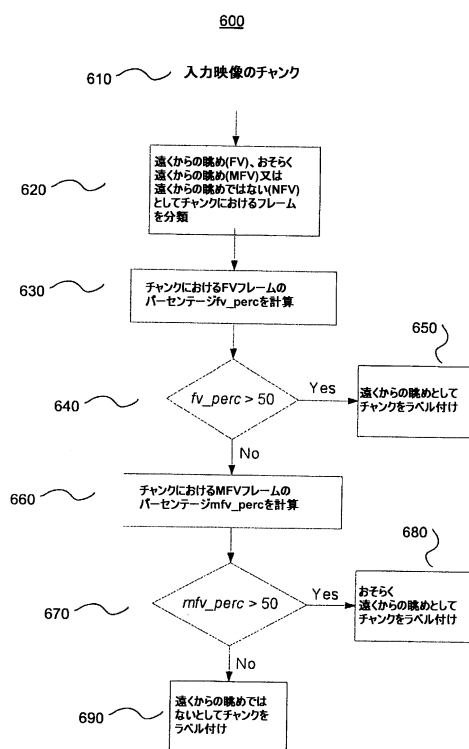 600
610
入力映像のチャンク
620
遠くからの眺め(FV)、おそらく
遠くからの眺め(MFV)又は
遠くからの眺めではない(NFV)
としてチャンクにおけるフレーム
を分類
630
チャンクにおけるFVフレームの
パーセンテージfv_percを計算
640
fv_perc > 50
Yes
650
遠くからの眺めとして
チャンクをラベル付け
No
660
チャンクにおけるMFVフレームの
パーセンテージmfv_percを計算
670
mfv_perc > 50
Yes
680
おそらく
遠くからの眺めとして
チャンクをラベル付け
No
690
遠くからの眺めでは
ないとしてチャンクを
ラベル付け